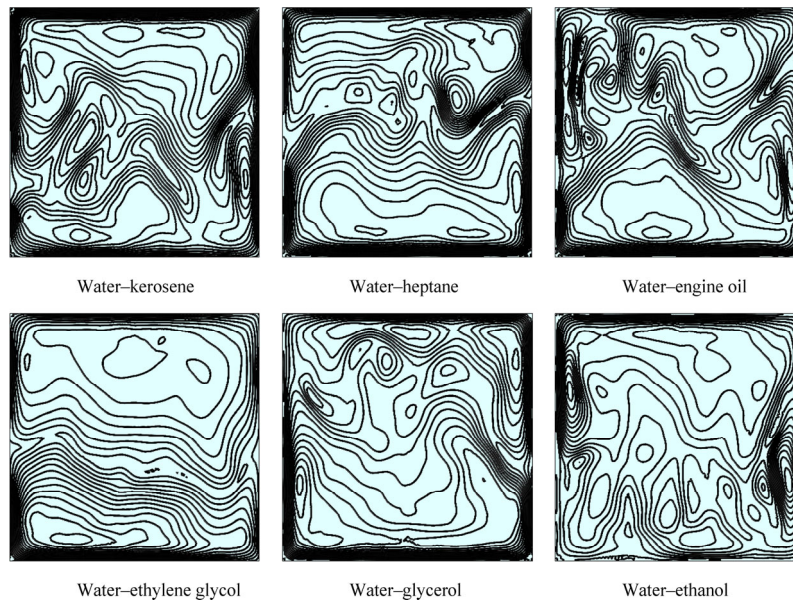 Water–kerosene
Water–heptane
Water–engine oil
Water–ethylene glycol
Water–glycerol
Water–ethanol